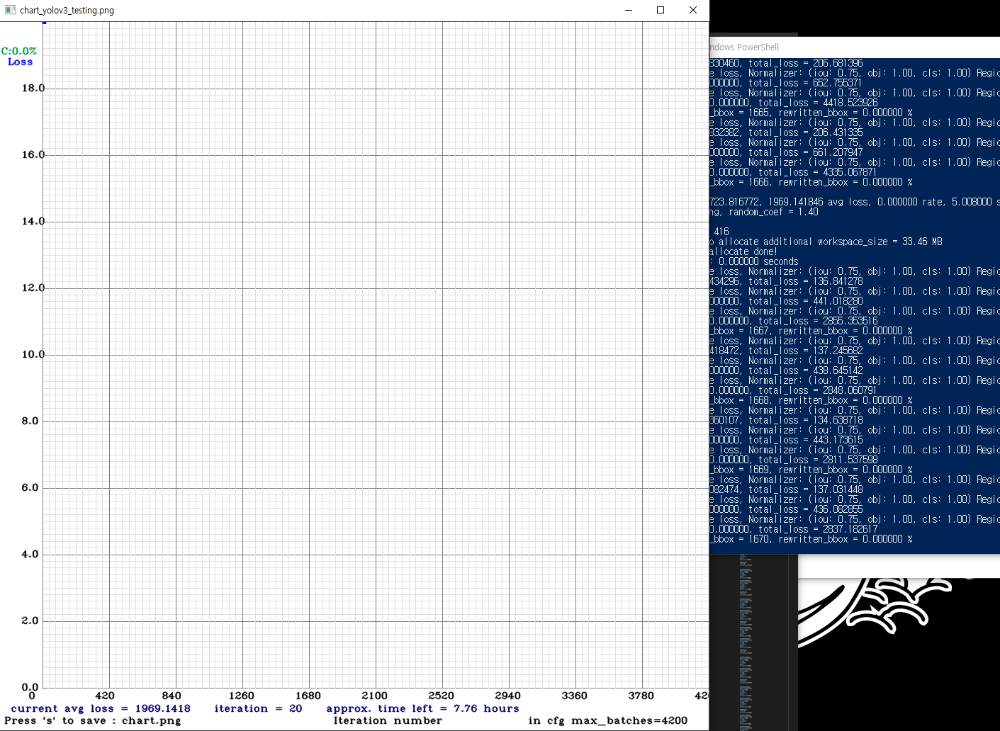 chart_yolov3_testing.png
C:0.0%
Loss
18.0
16.0
14.0
12.0
10.0
8.0
6.0
4.0
2.0
0.0
0 420 840 1260 1680 2100 2520 2940 3360 3780 420
current avg loss = 1969.1418 iteration = 20 approx. time left = 7.76 hours
Press 's' to save : chart.png Iteration number in cfg max_batches=4200
ndows PowerShell
830460, total_loss = 206.681396
e loss, Normalizer: (iou: 0.75, obj: 1.00, cls: 1.00) Regio
000000, total_loss = 652.755371
e loss, Normalizer: (iou: 0.75, obj: 1.00, cls: 1.00) Regio
0.000000, total_loss = 4418.523926
_bbox = 1665, rewritten_bbox = 0.000000 %
e loss, Normalizer: (iou: 0.75, obj: 1.00, cls: 1.00) Regio
832382, total_loss = 206.431335
e loss, Normalizer: (iou: 0.75, obj: 1.00, cls: 1.00) Regio
000000, total_loss = 661.207947
e loss, Normalizer: (iou: 0.75, obj: 1.00, cls: 1.00) Regio
0.000000, total_loss = 4335.067871
_bbox = 1666, rewritten_bbox = 0.000000 %
723.816772, 1969.141846 avg loss, 0.000000 rate, 5.008000 s
ng, random_coef = 1.40
416
o allocate additional workspace_size = 33.46 MB
allocate done!
: 0.000000 seconds
e loss, Normalizer: (iou: 0.75, obj: 1.00, cls: 1.00) Regio
434296, total_loss = 136.841278
e loss, Normalizer: (iou: 0.75, obj: 1.00, cls: 1.00) Regio
000000, total_loss = 441.018280
e loss, Normalizer: (iou: 0.75, obj: 1.00, cls: 1.00) Regio
0.000000, total_loss = 2855.353516
_bbox = 1667, rewritten_bbox = 0.000000 %
e loss, Normalizer: (iou: 0.75, obj: 1.00, cls: 1.00) Regio
418472, total_loss = 137.245682
e loss, Normalizer: (iou: 0.75, obj: 1.00, cls: 1.00) Regio
000000, total_loss = 438.645142
e loss, Normalizer: (iou: 0.75, obj: 1.00, cls: 1.00) Regio
0.000000, total_loss = 2848.060791
_bbox = 1668, rewritten_bbox = 0.000000 %
e loss, Normalizer: (iou: 0.75, obj: 1.00, cls: 1.00) Regio
360107, total_loss = 134.638718
e loss, Normalizer: (iou: 0.75, obj: 1.00, cls: 1.00) Regio
000000, total_loss = 443.173615
e loss, Normalizer: (iou: 0.75, obj: 1.00, cls: 1.00) Regio
0.000000, total_loss = 2811.537598
_bbox = 1669, rewritten_bbox = 0.000000 %
e loss, Normalizer: (iou: 0.75, obj: 1.00, cls: 1.00) Regio
082474, total_loss = 137.031448
e loss, Normalizer: (iou: 0.75, obj: 1.00, cls: 1.00) Regio
000000, total_loss = 436.082855
e loss, Normalizer: (iou: 0.75, obj: 1.00, cls: 1.00) Regio
0.000000, total_loss = 2837.182617
_bbox = 1670, rewritten_bbox = 0.000000 %